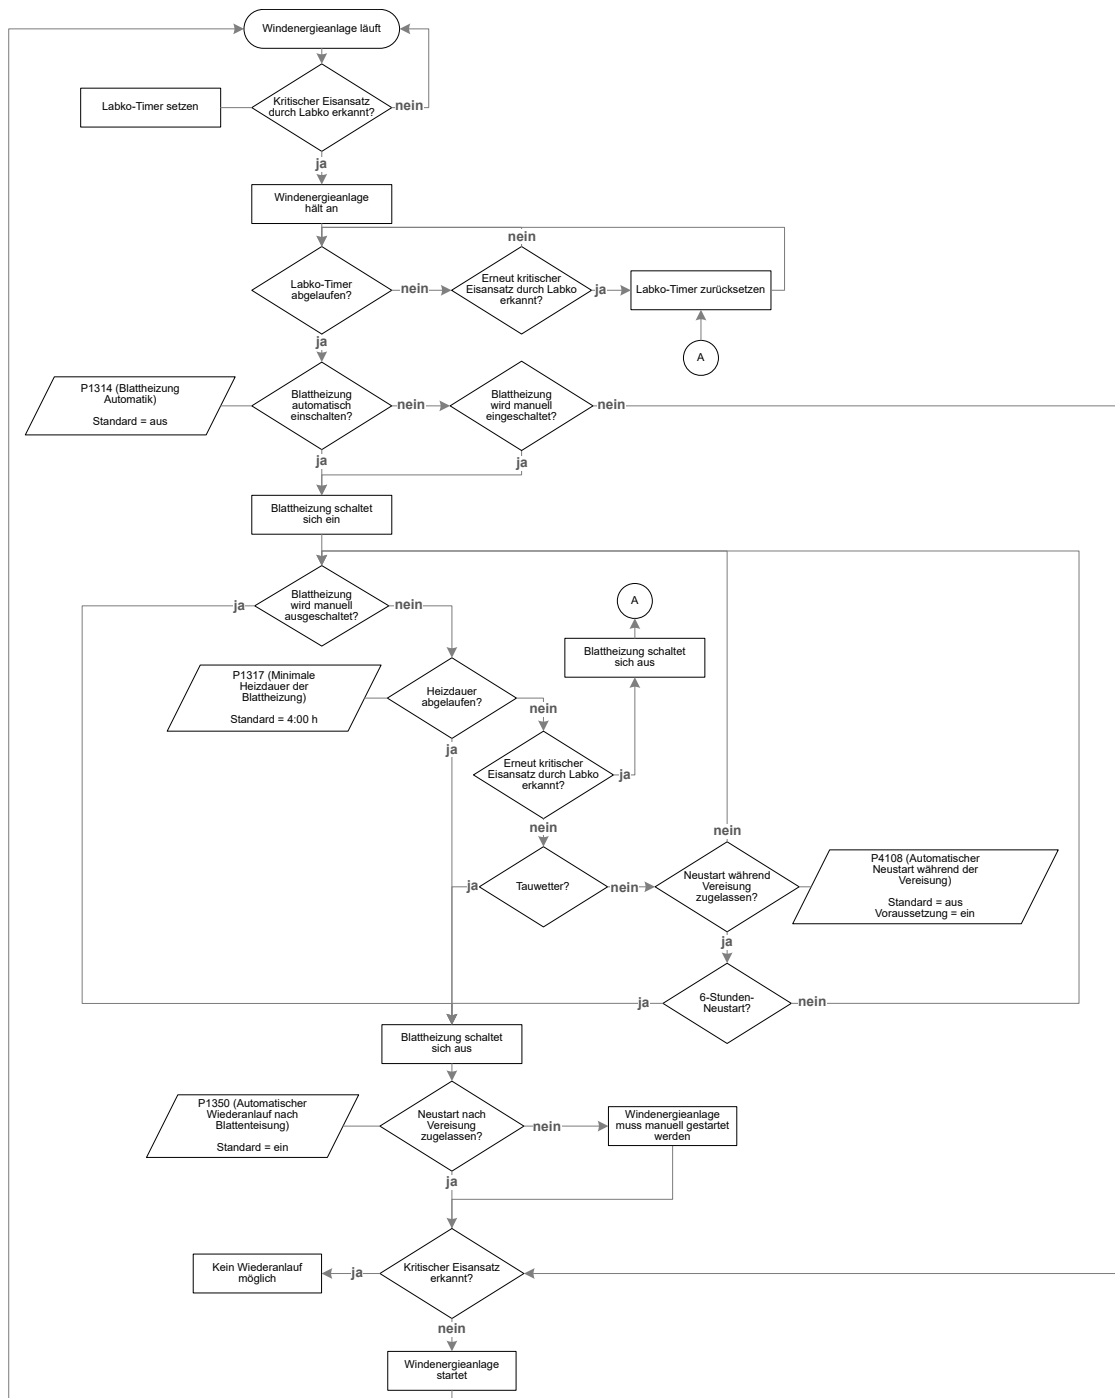 Windenergieanlage läuft
Labko-Timer setzen
Kritischer Eisansatz
durch Labko erkannt?
nein
ja
Windenergieanlage
hält an
nein
Labko-Timer
abgelaufen?
nein
Erneut kritischer
Eisansatz durch Labko
erkannt?
ja
Labko-Timer zurücksetzen
ja
A
P1314 (Blattheizung
Automatik)
Standard = aus
Blattheizung
automatisch
einschalten?
nein
Blattheizung
wird manuell
eingeschaltet?
nein
ja
ja
Blattheizung schaltet
sich ein
ja
Blattheizung
wird manuell
ausgeschaltet?
nein
A
Blattheizung schaltet
sich aus
P1317 (Minimale
Heizdauer der
Blattheizung)
Standard = 4:00 h
Heizdauer
abgelaufen?
nein
ja
Erneut kritischer
Eisansatz durch Labko
erkannt?
ja
nein
nein
ja
Tauwetter?
nein
Neustart während
Vereisung
zugelassen?
P4108 (Automatischer
Neustart während der
Vereisung)
Standard = aus
Voraussetzung = ein
ja
ja
6-Stunden-
Neustart?
nein
Blattheizung schaltet
sich aus
P1350 (Automatischer
Wiederanlauf nach
Blattenteisung)
Standard = ein
Neustart nach
Vereisung
zugelassen?
nein
Windenergieanlage
muss manuell gestartet
werden
ja
Kein Wiederanlauf
möglich
ja
Kritischer Eisansatz
erkannt?
nein
Windenergieanlage
startet